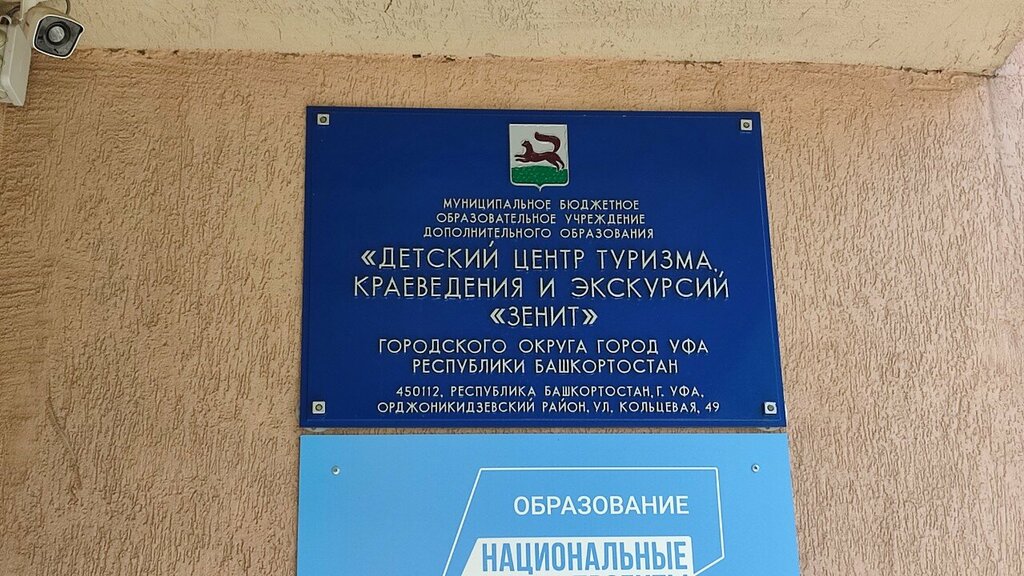 МУНИЦИПАЛЬНОЕ БЮДЖЕТНОЕ
ОБРАЗОВАТЕЛЬНОЕ УЧРЕЖДЕНИЕ
ДОПОЛНИТЕЛЬНОГО ОБРАЗОВАНИЯ
«ДЕТСКИЙ ЦЕНТР ТУРИЗМА,
КРАЕВЕДЕНИЯ И ЭКСКУРСИЙ
«ЗЕНИТ»
ГОРОДСКОГО ОКРУГА ГОРОД УФА
РЕСПУБЛИКИ БАШКОРТОСТАН
450112, РЕСПУБЛИКА БАШКОРТОСТАН, Г. УФА,
ОРДЖОНИКИДЗЕВСКИЙ РАЙОН, УЛ. КОЛЬЦЕВАЯ, 49
ОБРАЗОВАНИЕ
НАЦИОНАЛЬНЫЕ